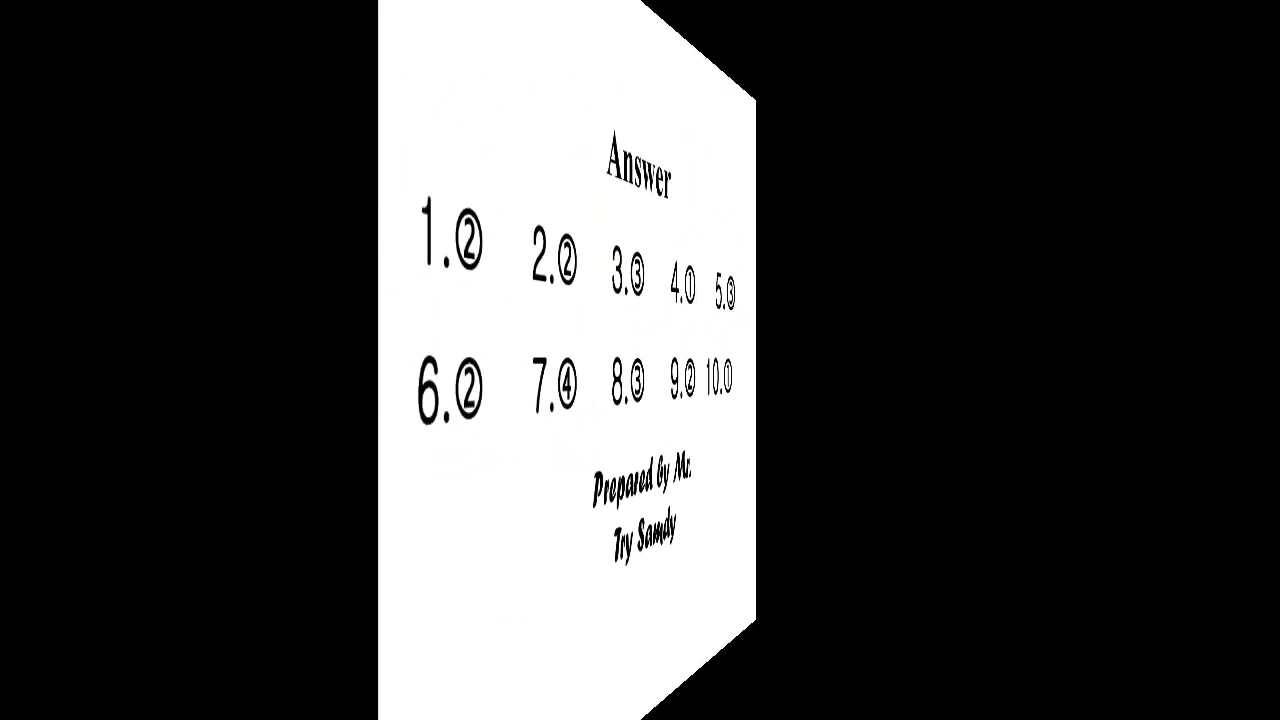 Answer
1.② 2.② 3.③ 4.① 5.③
6.② 7.④ 8.③ 9.② 10.①
Prepared by Mr.
Try Samdy